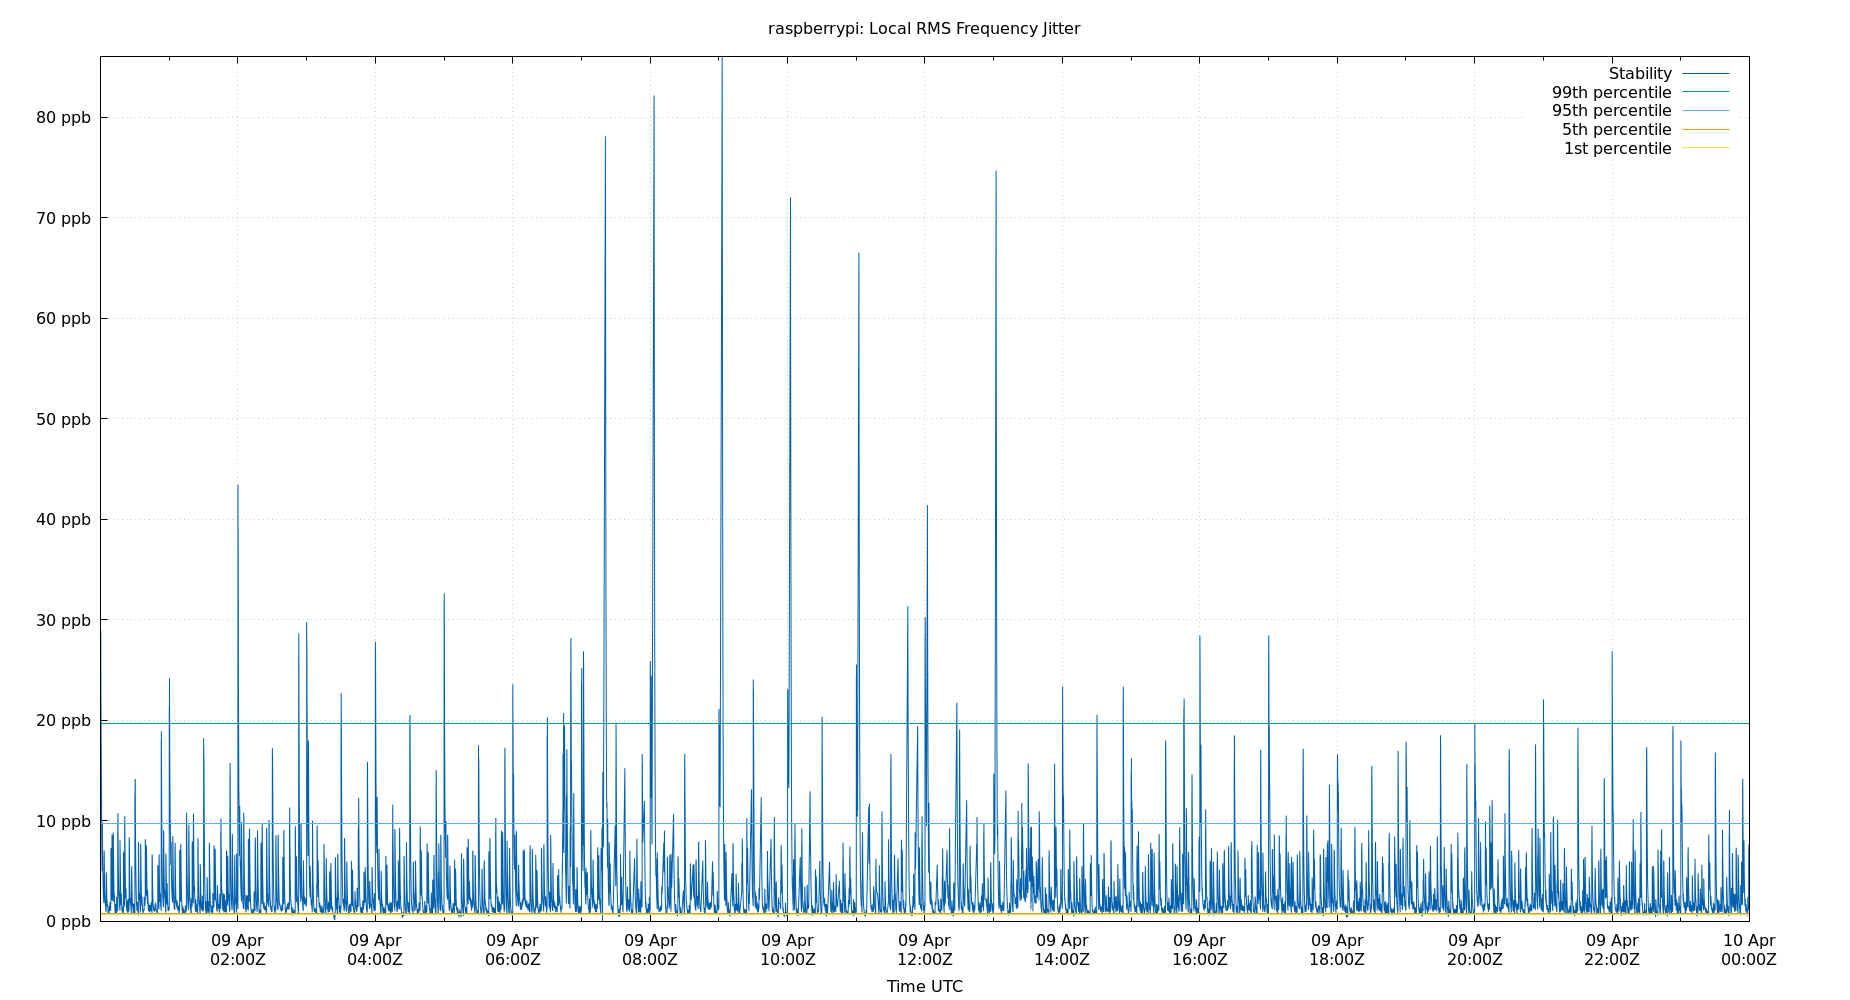 raspberrypi: Local RMS Frequency Jitter
Stability
99th percentile
95th percentile
5th percentile
1st percentile
80 ppb
70 ppb
60 ppb
50 ppb
40 ppb
30 ppb
20 ppb
10 ppb
0 ppb
09 Apr 09 Apr 09 Apr 09 Apr 09 Apr 09 Apr 09 Apr 09 Apr 09 Apr 09 Apr 09 Apr 10 Apr
02:00Z 04:00Z 06:00Z 08:00Z 10:00Z 12:00Z 14:00Z 16:00Z 18:00Z 20:00Z 22:00Z 00:00Z
Time UTC